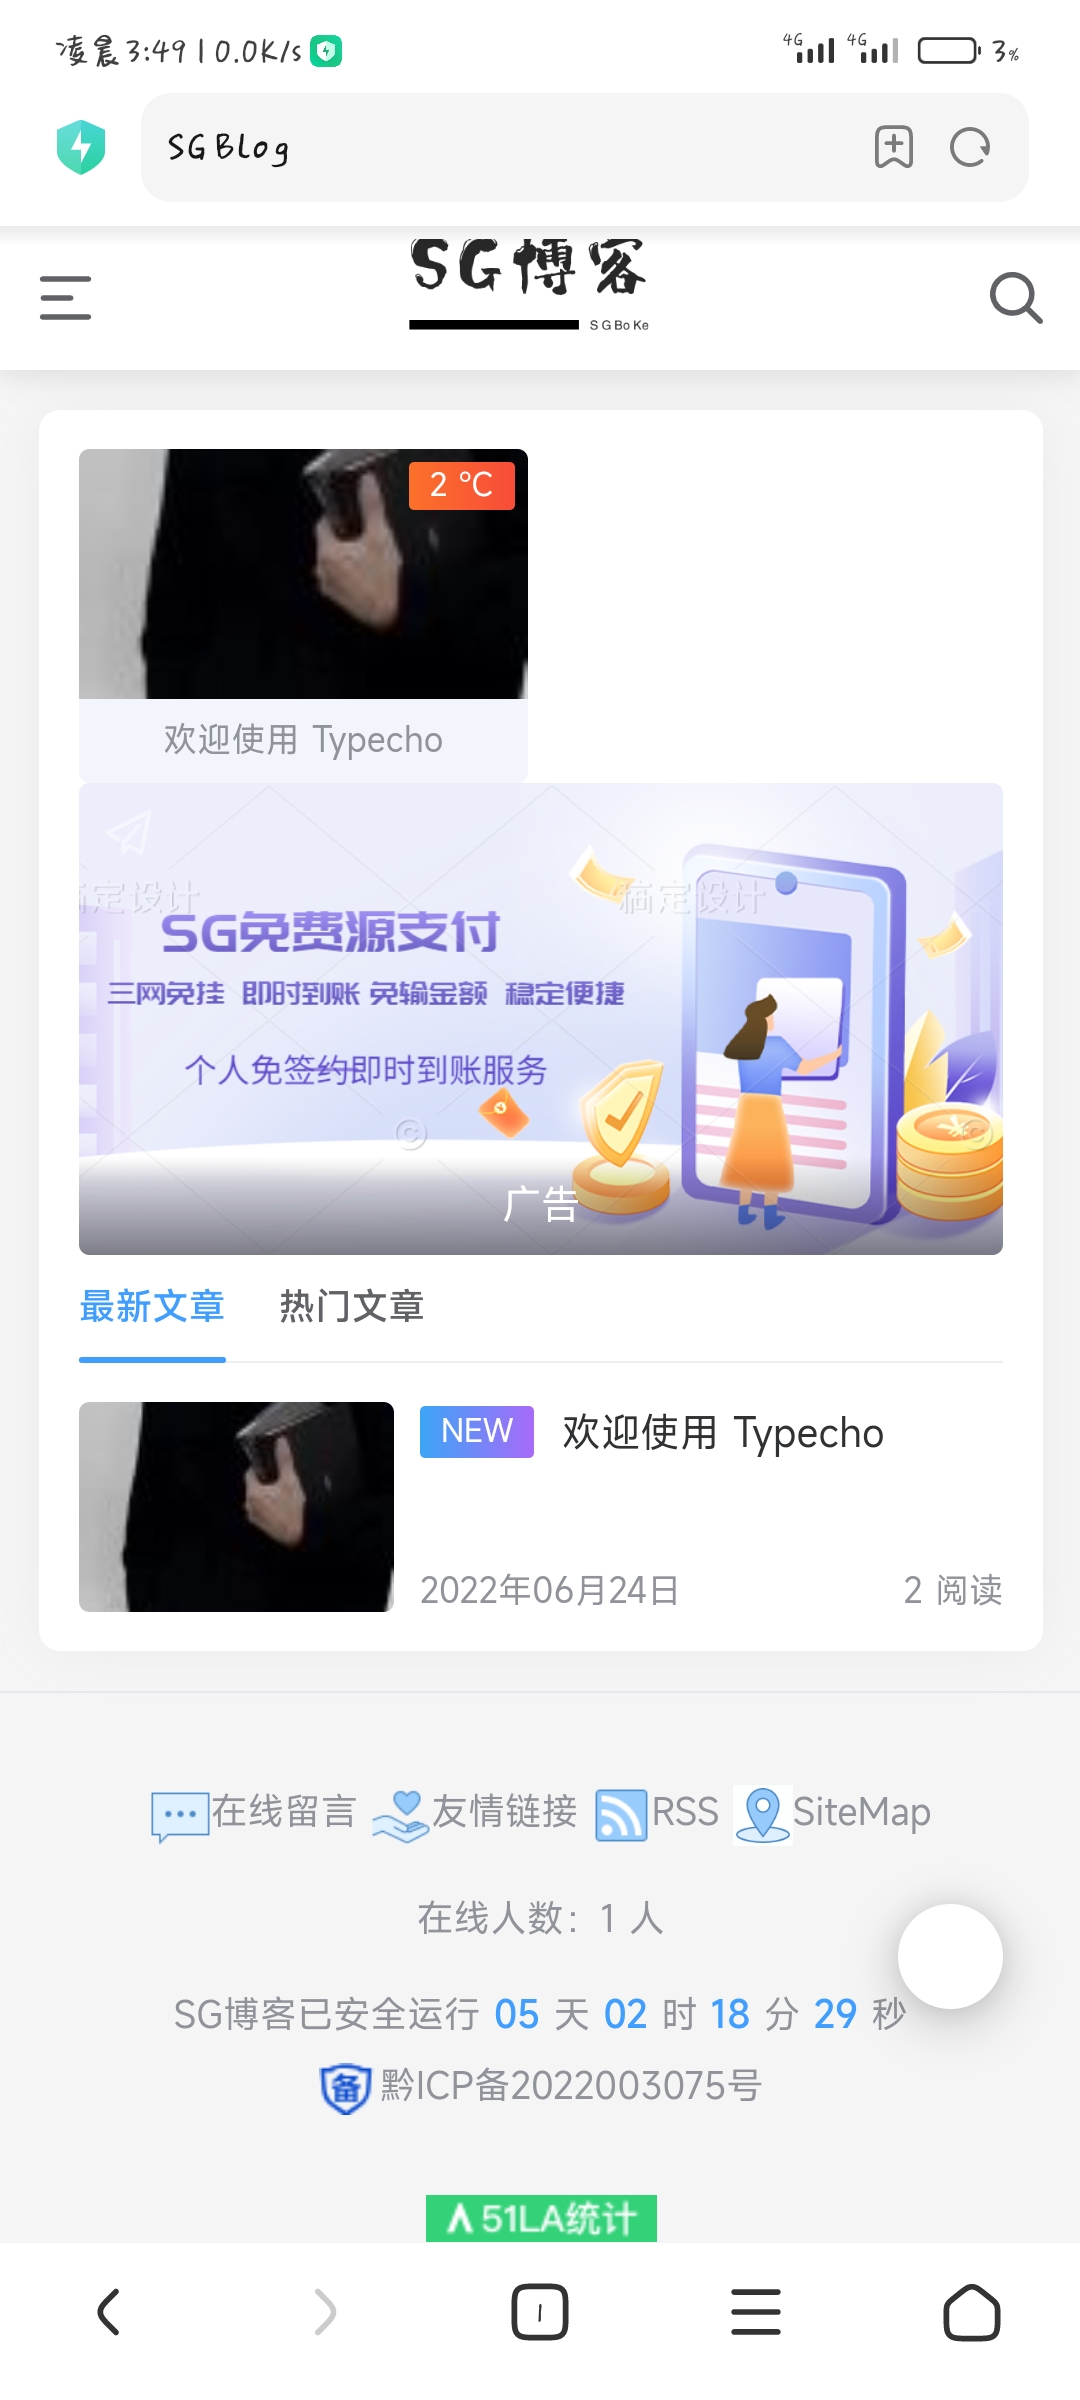 凌晨3:49 | 0.0K/s 4G 4G 3%
SG Blog
SG博客
SGBoKe
2 ℃
欢迎使用 Typecho
稿定设计 稿定设计
SG免费源支付
三网免挂 即时到账 免输金额 稳定便捷
个人免签约即时到账服务
广告
最新文章 热门文章
NEW 欢迎使用 Typecho
2022年06月24日 2 阅读
在线留言 友情链接 RSS SiteMap
在线人数：1 人
SG博客已安全运行 05 天 02 时 18 分 29 秒
备 黔ICP备2022003075号
51LA统计
1